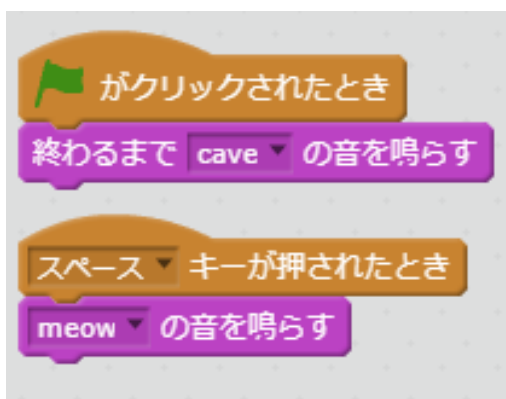 がクリックされたとき
終わるまで cave の音を鳴らす
スペース キーが押されたとき
meow の音を鳴らす